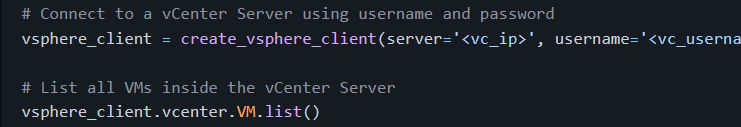 # Connect to a vCenter Server using username and password
vsphere_client = create_vsphere_client(server='<vc_ip>', username='<vc_userna
# List all VMs inside the vCenter Server
vsphere_client.vcenter.VM.list()